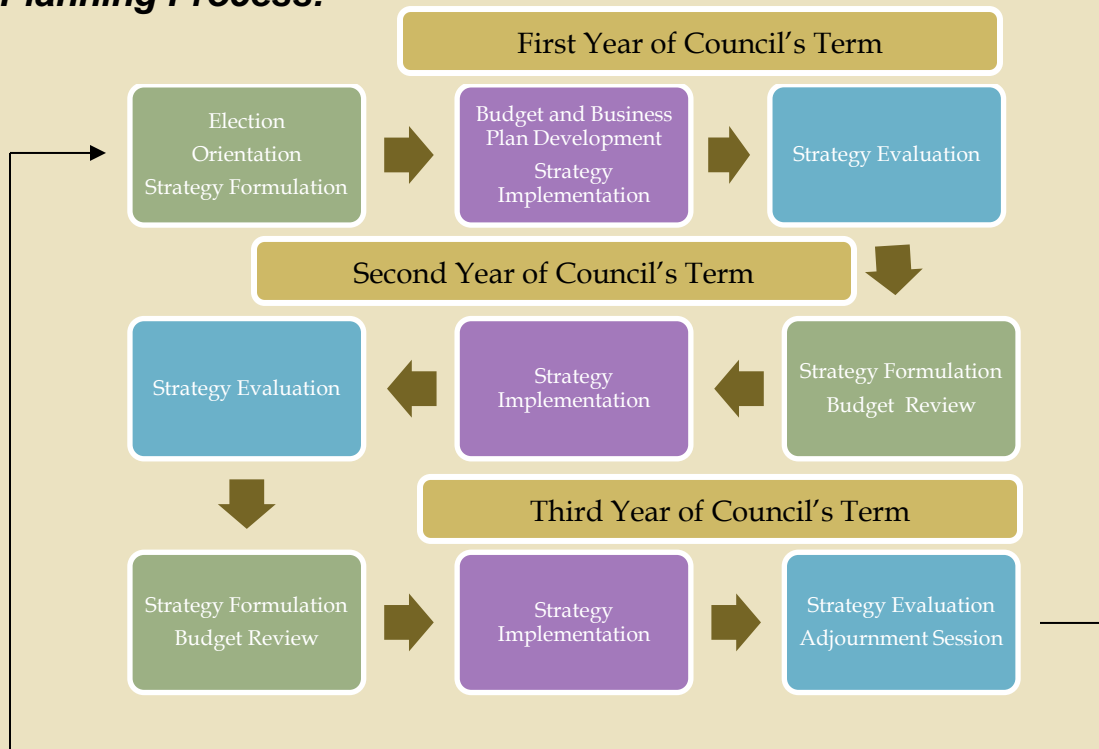 Planning Process:
First Year of Council's Term
Election
Orientation
Strategy Formulation
Budget and Business
Plan Development
Strategy
Implementation
Strategy Evaluation
Second Year of Council's Term
Strategy Formulation
Budget Review
Strategy
Implementation
Strategy Evaluation
Third Year of Council's Term
Strategy Formulation
Budget Review
Strategy
Implementation
Strategy Evaluation
Adjournment Session